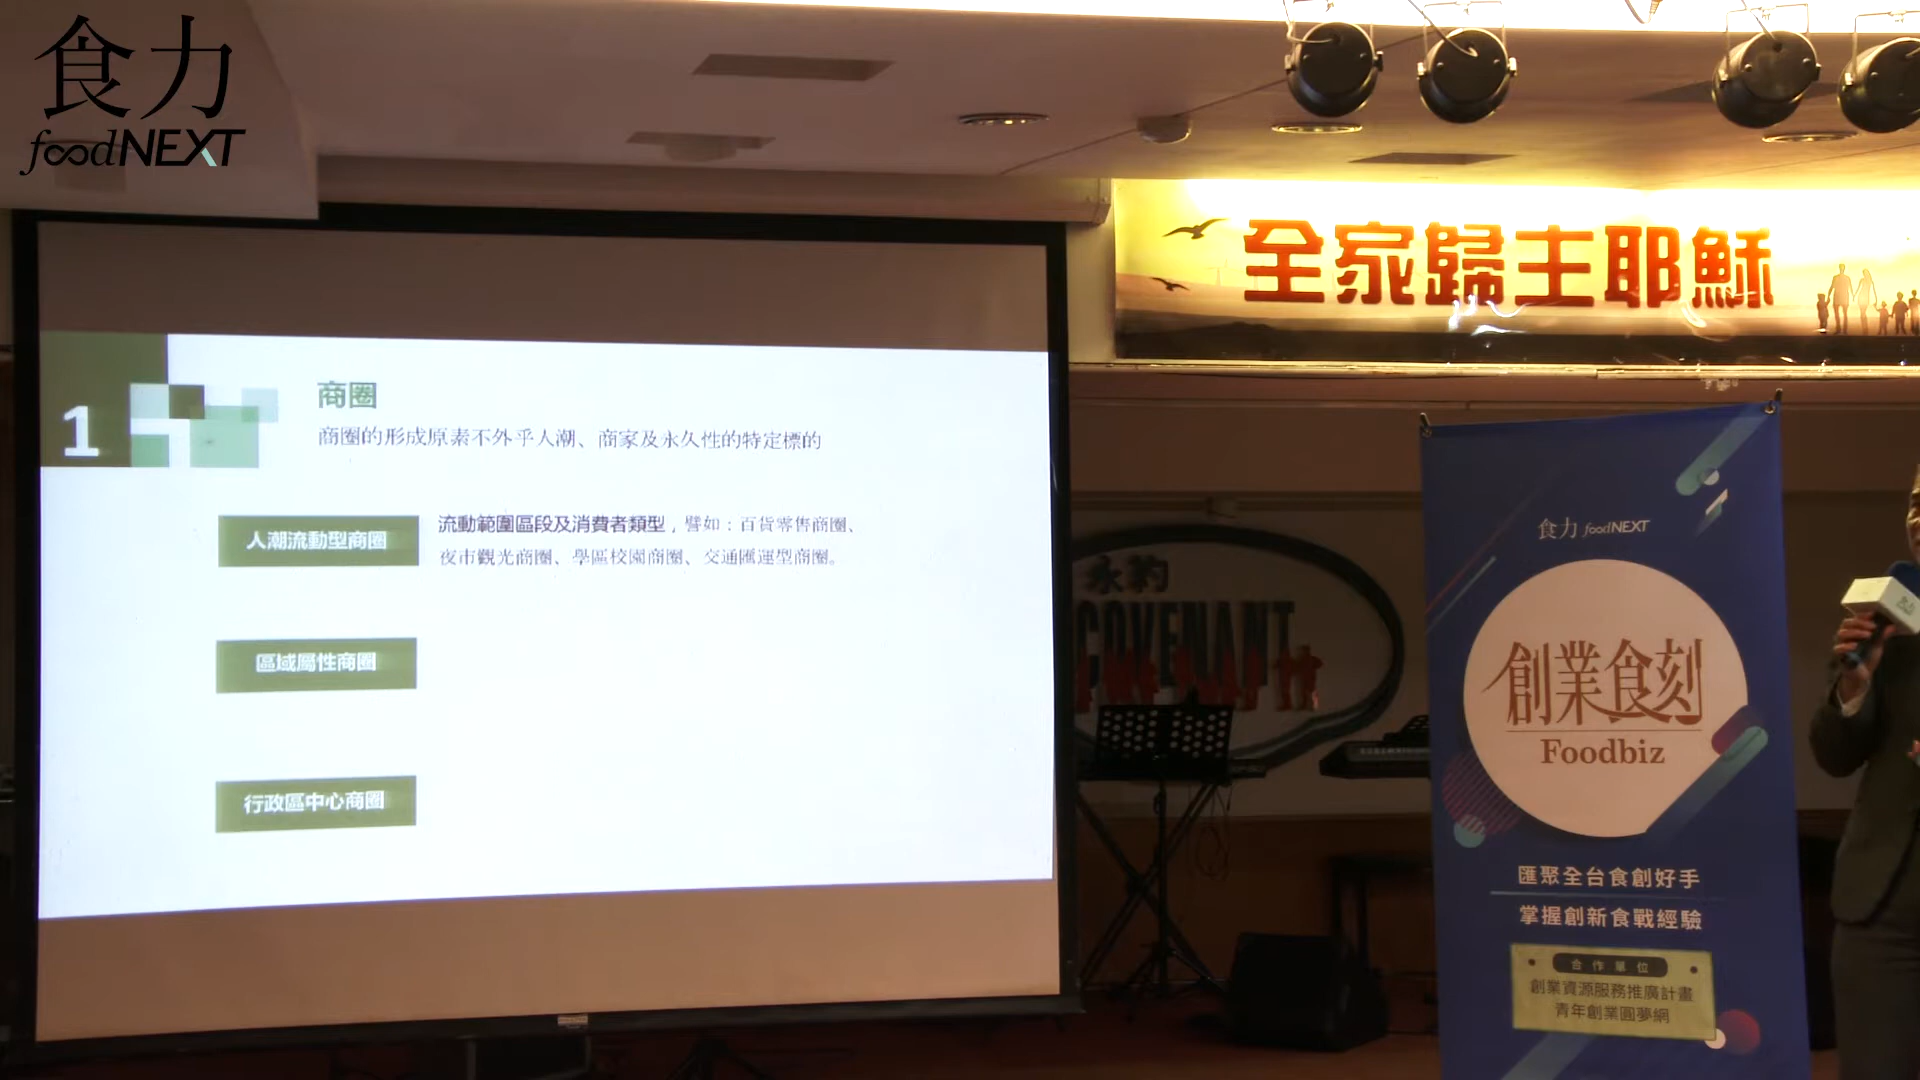 食力
foodNEXT
全家歸主耶穌
1
商圈
商圈的形成原素不外乎人潮、商家及永久性的特定標的
人潮流動型商圈
流動範圍區段及消費者類型，譬如：百貨零售商圈、
夜市觀光商圈、學區校園商圈、交通匯運型商圈。
區域屬性商圈
行政區中心商圈
永約
COVENANT
食力 foodNEXT
創業食刻
Foodbiz
匯聚全台食創好手
掌握創新食戰經驗
合作單位
創業資源服務推廣計畫
青年創業圓夢網